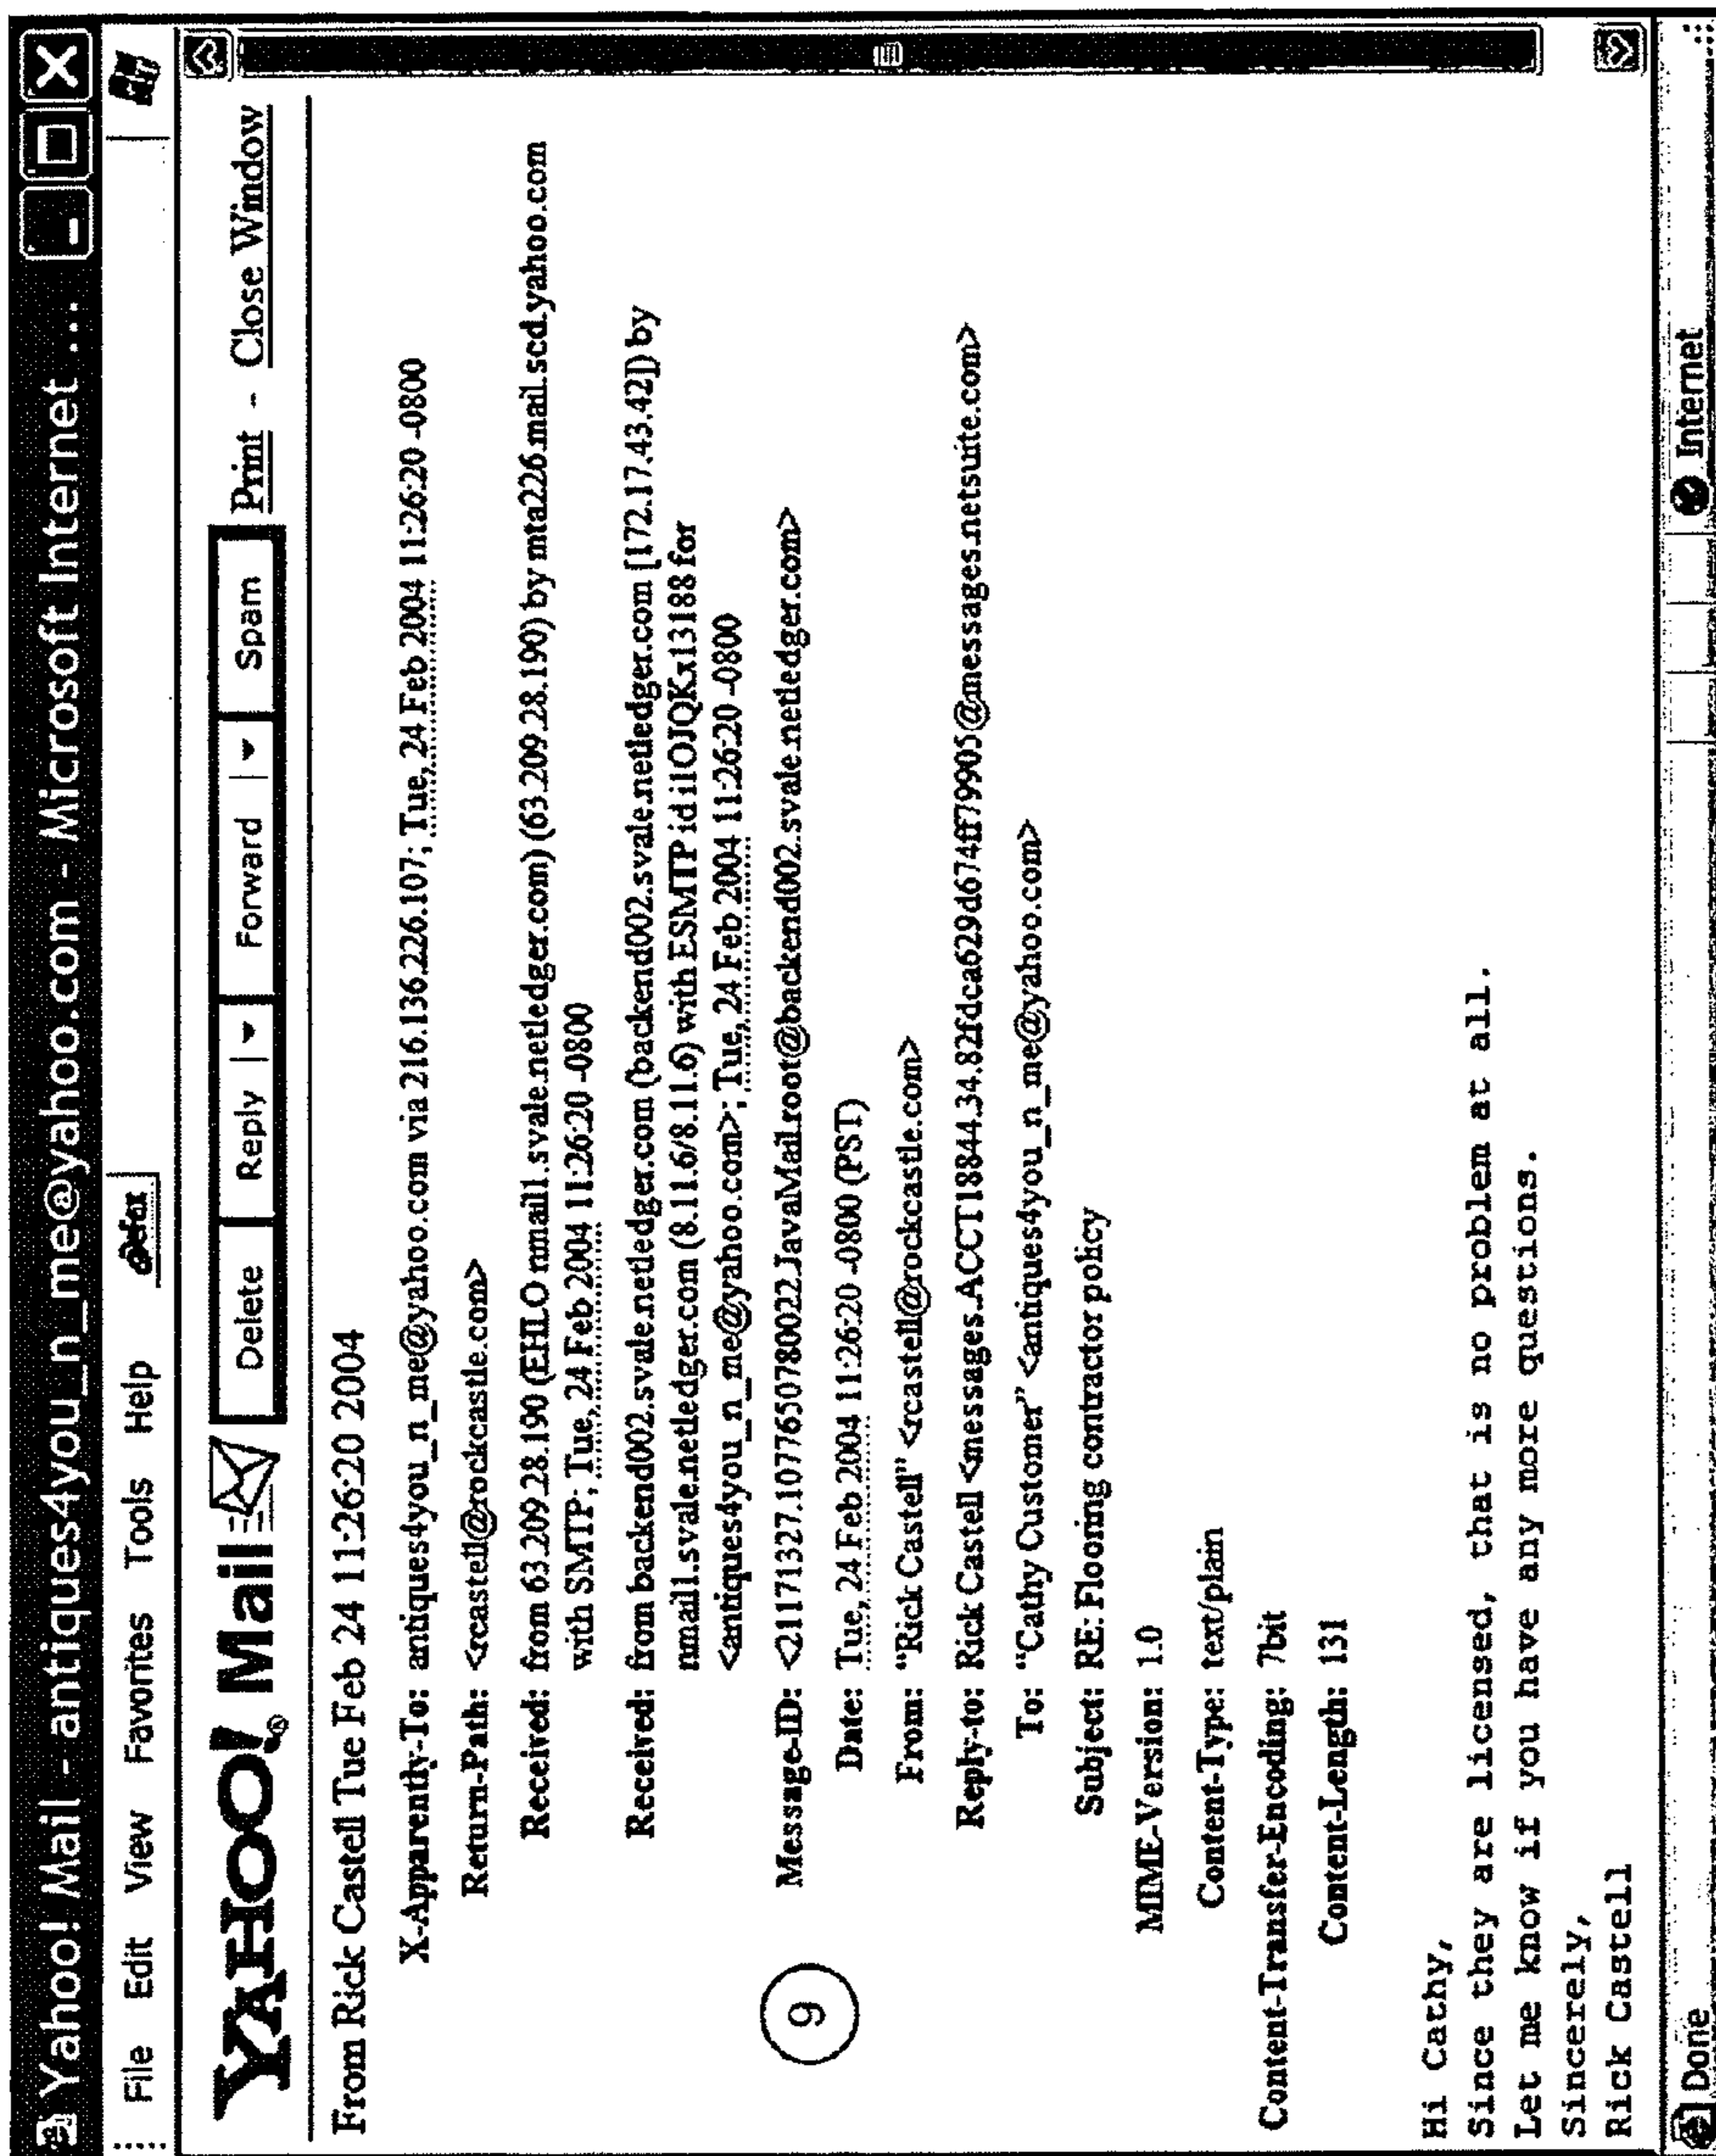 Yahoo! Mail - antiques4you_n_me@yahoo.com - Microsoft Internet ...
File Edit View Favorites Tools Help eFax
YAHOO!® Mail Delete Reply Forward Spam Print - Close Window
From Rick Castell Tue Feb 24 11:26:20 2004
X-Apparently-To: antiques4you_n_me@yahoo.com via 216.136.226.107; Tue, 24 Feb 2004 11:26:20 -0800
Return-Path: <rcastell@rockcastle.com>
Received: from 63.209.28.190 (EHLO nmail1.svale.netledger.com) (63.209.28.190) by mta226.mail.scd.yahoo.com
with SMTP; Tue, 24 Feb 2004 11:26:20 -0800
Received: from backend002.svale.netledger.com (backend002.svale.netledger.com [172.17.43.42]) by
nmail1.svale.netledger.com (8.11.6/8.11.6) with ESMTP id i1OJQKx13188 for
<antiques4you_n_me@yahoo.com>; Tue, 24 Feb 2004 11:26:20 -0800
9 Message-ID: <21171327.1077650780022.JavaMail.root@backend002.svale.netledger.com>
Date: Tue, 24 Feb 2004 11:26:20 -0800 (PST)
From: “Rick Castell” <rcastell@rockcastle.com>
Reply-to: Rick Castell <messages.ACCT18844.34.82fdca629d674ff79905@messages.netsuite.com>
To: “Cathy Customer” <antiques4you_n_me@yahoo.com>
Subject: RE: Flooring contractor policy
MIME-Version: 1.0
Content-Type: text/plain
Content-Transfer-Encoding: 7bit
Content-Length: 131
Hi Cathy,
Since they are licensed, that is no problem at all.
Let me know if you have any more questions.
Sincerely,
Rick Castell
Done Internet